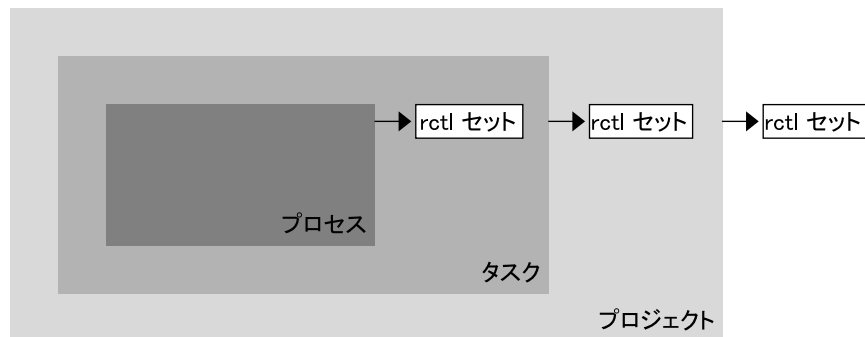 rctl セット
rctl セット
rctl セット
プロセス
タスク
プロジェクト